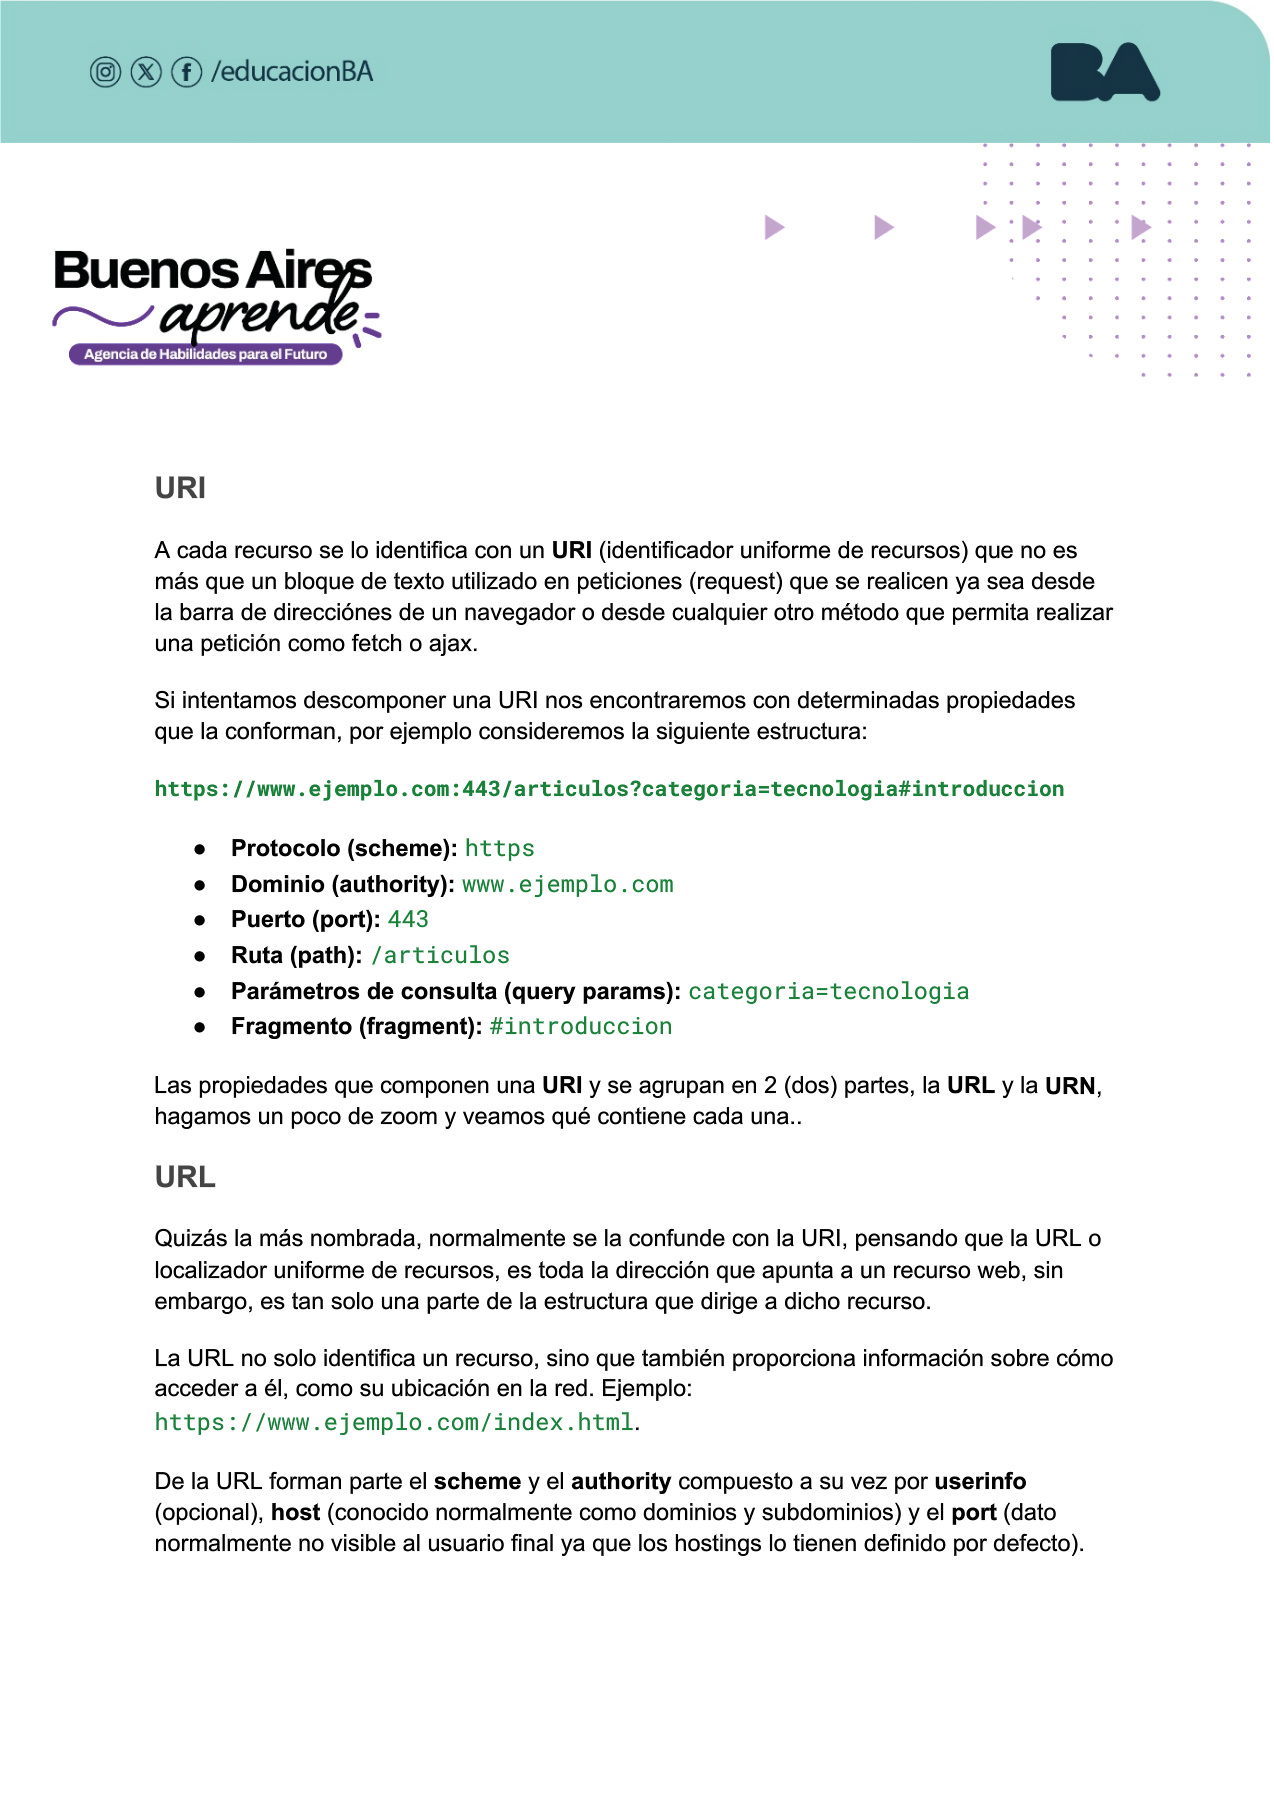 /educacionBA
BA
Buenos Aires
aprende
Agencia de Habilidades para el Futuro
URI
A cada recurso se lo identifica con un URI (identificador uniforme de recursos) que no es
más que un bloque de texto utilizado en peticiones (request) que se realicen ya sea desde
la barra de direcciónes de un navegador o desde cualquier otro método que permita realizar
una petición como fetch o ajax.
Si intentamos descomponer una URI nos encontraremos con determinadas propiedades
que la conforman, por ejemplo consideremos la siguiente estructura:
https://www.ejemplo.com:443/articulos?categoria=tecnologia#introduccion
● Protocolo (scheme): https
● Dominio (authority): www.ejemplo.com
● Puerto (port): 443
● Ruta (path): /articulos
● Parámetros de consulta (query params): categoria=tecnologia
● Fragmento (fragment): #introduccion
Las propiedades que componen una URI y se agrupan en 2 (dos) partes, la URL y la URN,
hagamos un poco de zoom y veamos qué contiene cada una..
URL
Quizás la más nombrada, normalmente se la confunde con la URI, pensando que la URL o
localizador uniforme de recursos, es toda la dirección que apunta a un recurso web, sin
embargo, es tan solo una parte de la estructura que dirige a dicho recurso.
La URL no solo identifica un recurso, sino que también proporciona información sobre cómo
acceder a él, como su ubicación en la red. Ejemplo:
https://www.ejemplo.com/index.html.
De la URL forman parte el scheme y el authority compuesto a su vez por userinfo
(opcional), host (conocido normalmente como dominios y subdominios) y el port (dato
normalmente no visible al usuario final ya que los hostings lo tienen definido por defecto).